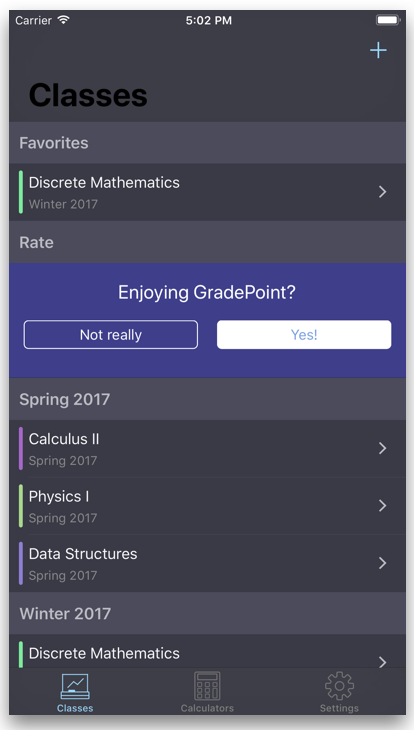 Carrier 5:02 PM
+
Classes
Favorites
Discrete Mathematics
Winter 2017
Rate
Enjoying GradePoint?
Not really Yes!
Spring 2017
Calculus II
Spring 2017
Physics I
Spring 2017
Data Structures
Spring 2017
Winter 2017
Discrete Mathematics
Classes Calculators Settings